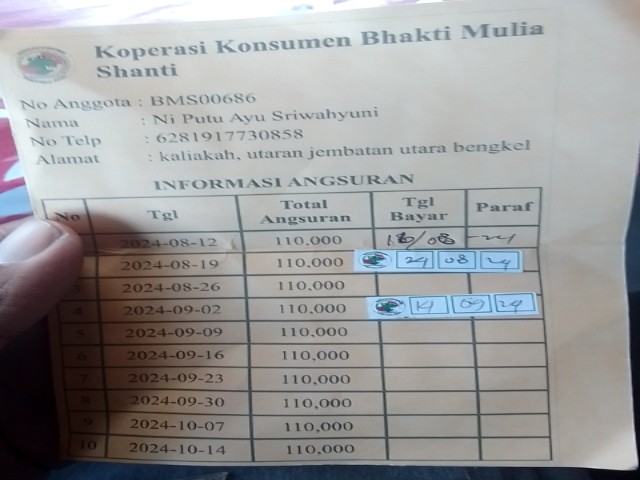 Koperasi Konsumen Bhakti Mulia
Shanti
No Anggota : BMS00686
Nama : Ni Putu Ayu Sriwahyuni
No Telp : 6281917730858
Alamat : kaliakah, utaran jembatan utara bengkel
INFORMASI ANGSURAN
No Tgl Total Angsuran Tgl Bayar Paraf
2024-08-12 110,000 /08 24
2024-08-19 110,000 24 08 24
3 2024-08-26 110,000
4 2024-09-02 110,000 14 09 24
5 2024-09-09 110,000
6 2024-09-16 110,000
7 2024-09-23 110,000
8 2024-09-30 110,000
9 2024-10-07 110,000
10 2024-10-14 110,000